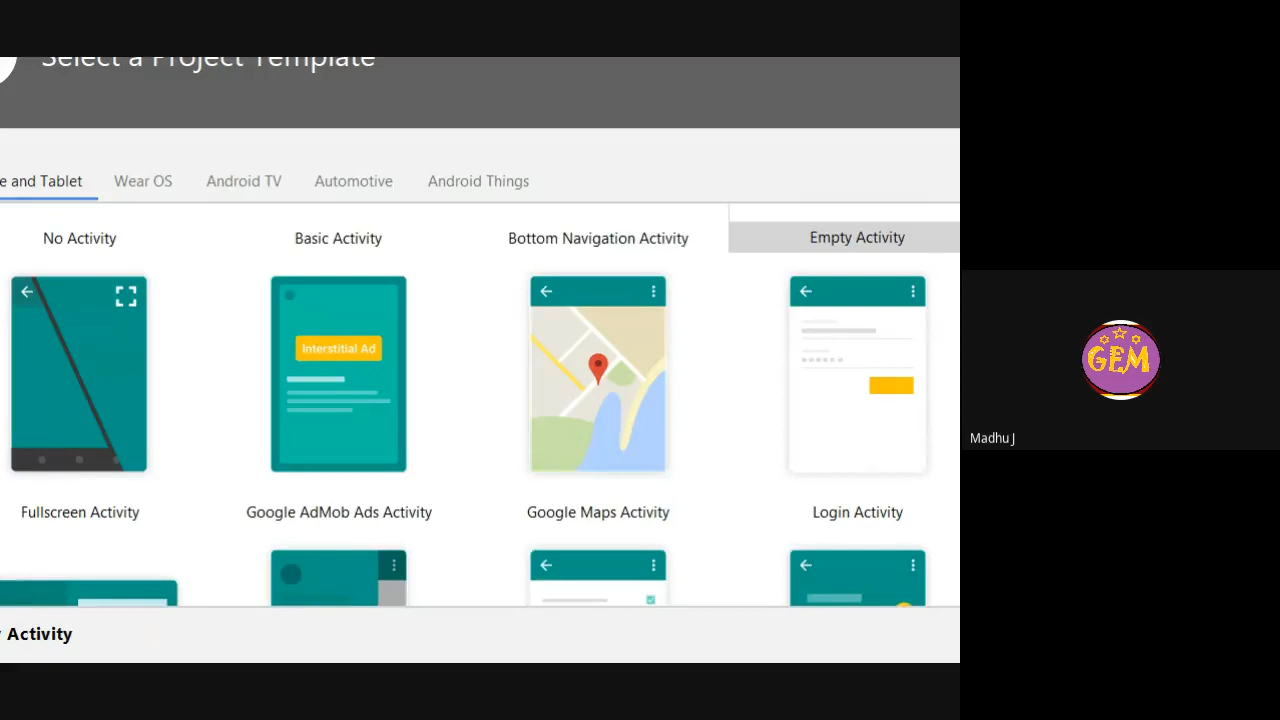 Select a Project Template
e and Tablet Wear OS Android TV Automotive Android Things
No Activity Basic Activity Bottom Navigation Activity Empty Activity
Interstitial Ad
Fullscreen Activity Google AdMob Ads Activity Google Maps Activity Login Activity
Activity
GEM
Madhu J